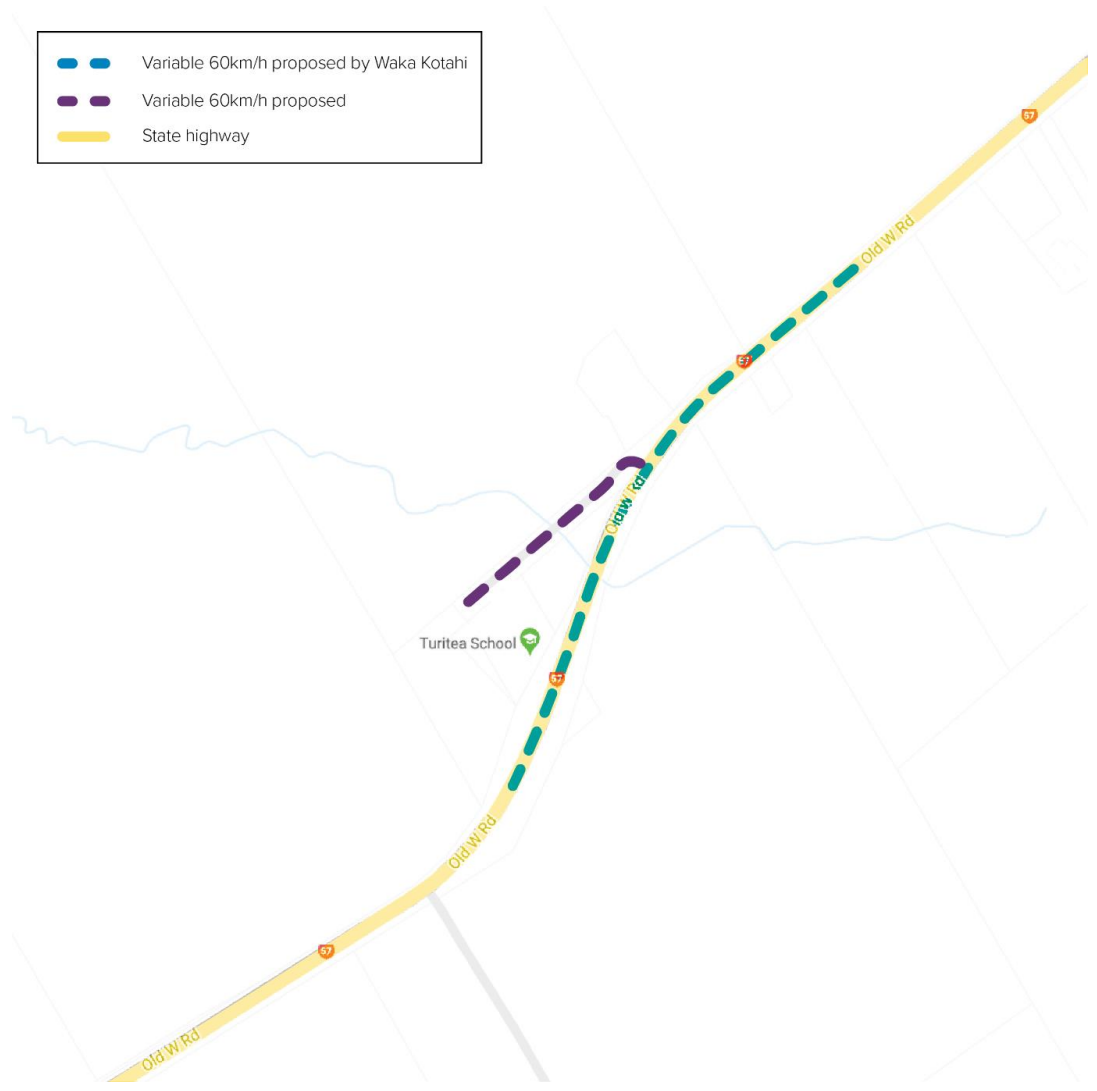 Variable 60km/h proposed by Waka Kotahi
Variable 60km/h proposed
State highway
57
Old W Rd
57
Old W Rd
Turitea School
57
Old W Rd
57
Old W Rd